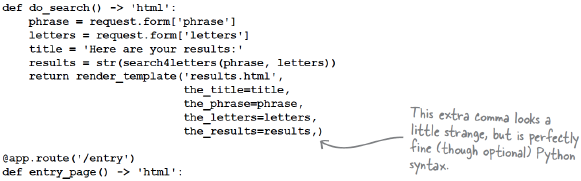 def do_search() -> 'html':
    phrase = request.form['phrase']
    letters = request.form['letters']
    title = 'Here are your results:'
    results = str(search4letters(phrase, letters))
    return render_template('results.html',
                           the_title=title,
                           the_phrase=phrase,
                           the_letters=letters,
                           the_results=results,)
This extra comma looks a
little strange, but is perfectly
fine (though optional) Python
syntax.
@app.route('/entry')
def entry_page() -> 'html':